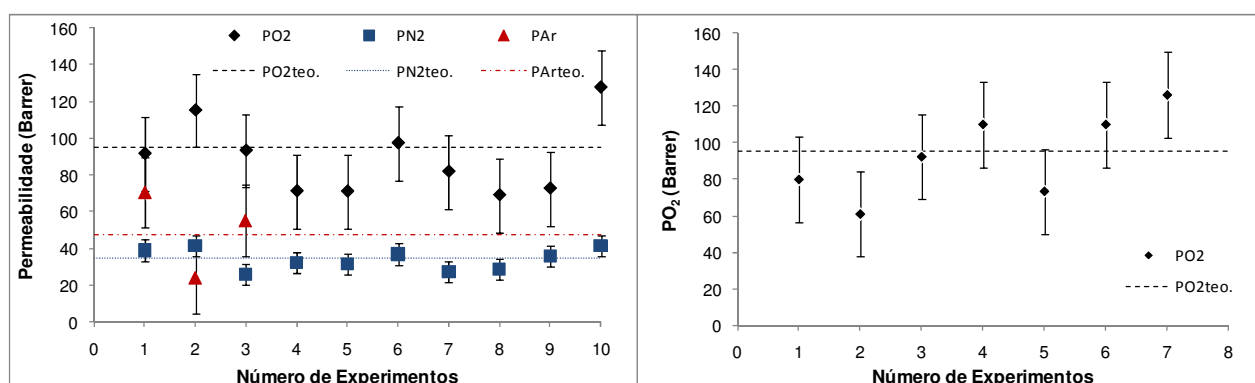 160
140
120
100
80
60
40
20
0
Permeabilidade (Barrer)
PO2 PN2 PAr
PO2teo. PN2teo. PArteo.
0 1 2 3 4 5 6 7 8 9 10
Número de Experimentos
160
140
120
100
80
60
40
20
0
PO₂ (Barrer)
PO2
PO2teo.
0 1 2 3 4 5 6 7 8
Número de Experimentos